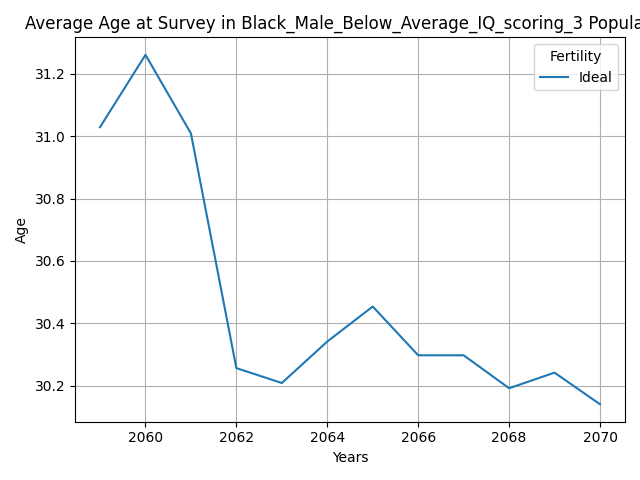 Average Age at Survey in Black_Male_Below_Average_IQ_scoring_3 Popula
Fertility
Ideal
31.2
31.0
30.8
30.6
30.4
30.2
Age
2060 2062 2064 2066 2068 2070
Years